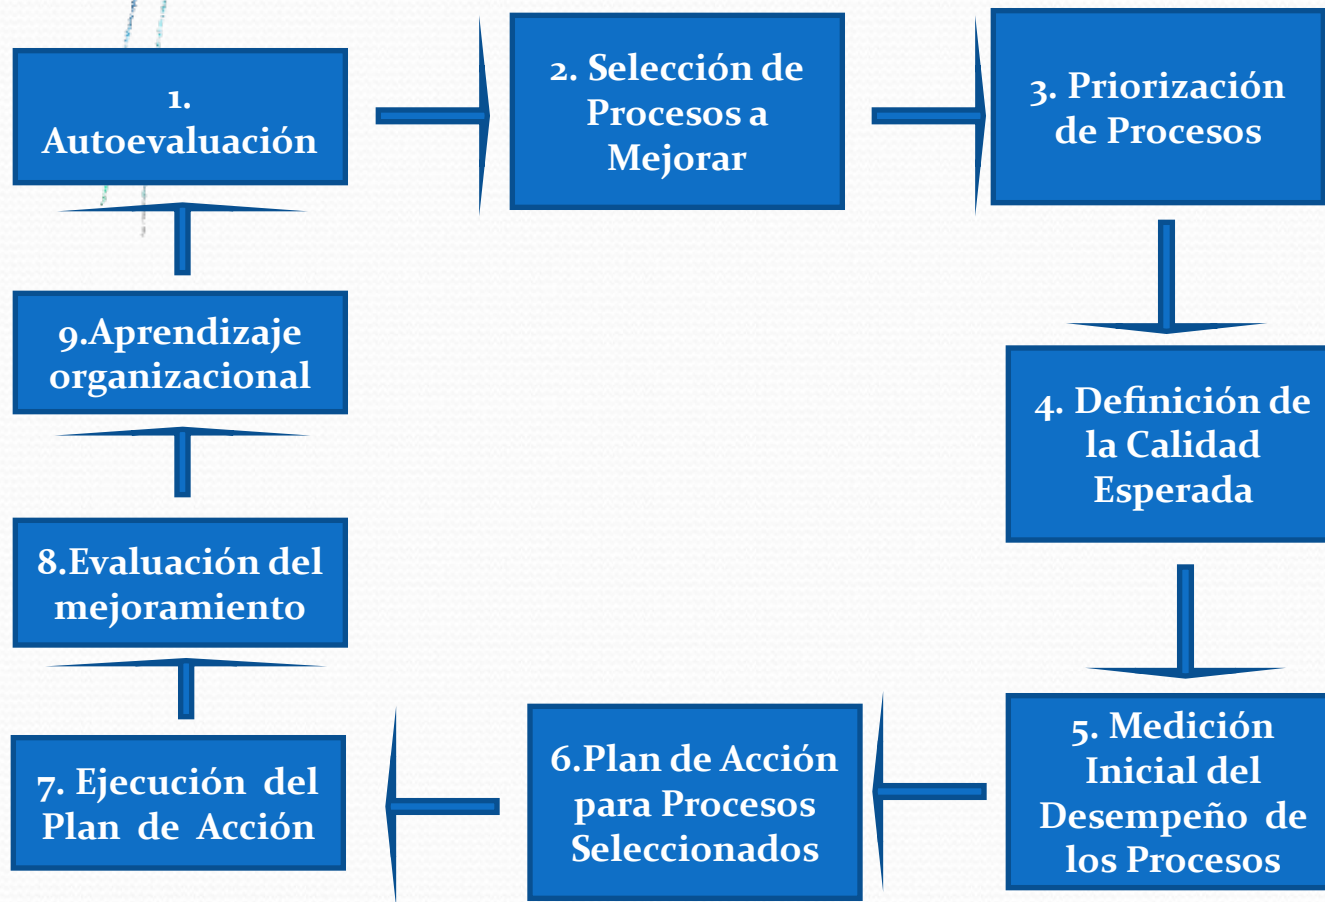 1.
Autoevaluación
2. Selección de
Procesos a
Mejorar
3. Priorización
de Procesos
4. Definición de
la Calidad
Esperada
5. Medición
Inicial del
Desempeño de
los Procesos
6.Plan de Acción
para Procesos
Seleccionados
7. Ejecución del
Plan de Acción
8.Evaluación del
mejoramiento
9.Aprendizaje
organizacional